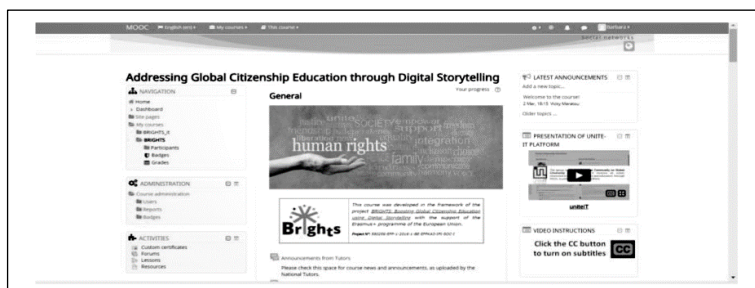 MOOC English (en) My courses This course Barbara
Social networks
Addressing Global Citizenship Education through Digital Storytelling
NAVIGATION
Home
Dashboard
Site pages
My courses
BRIGHTS_it
BRIGHTS
Participants
Badges
Grades
ADMINISTRATION
Course administration
Users
Reports
Badges
ACTIVITIES
Custom certificates
Forums
Lessons
Resources
Your progress
General
unite SOCIETY support
integration
human rights
family
Brights
This course was developed in the framework of the
project BRIGHTS: Boosting Global Citizenship Education
using Digital Storytelling with the support of the
Erasmus+ programme of the European Union.
Announcements from Tutors
Please check this space for course news and announcements, as uploaded by the
National Tutors.
LATEST ANNOUNCEMENTS
Add a new topic...
Welcome to the course!
Older topics ...
PRESENTATION OF UNITE-
IT PLATFORM
uniteIT
VIDEO INSTRUCTIONS
Click the CC button
to turn on subtitles
CC